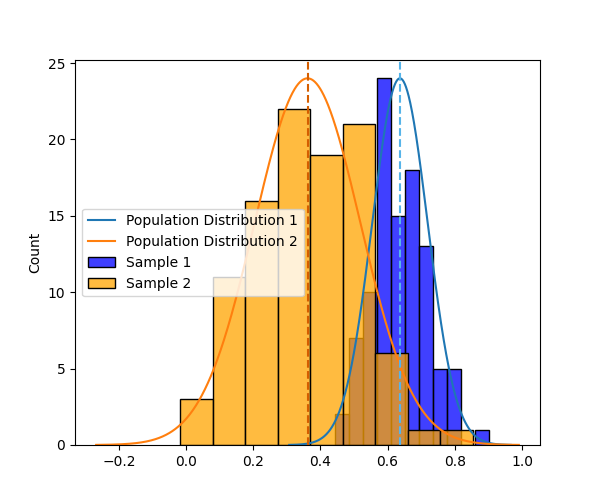 25
20
15
10
5
0
Count
Population Distribution 1
Population Distribution 2
Sample 1
Sample 2
−0.2 0.0 0.2 0.4 0.6 0.8 1.0